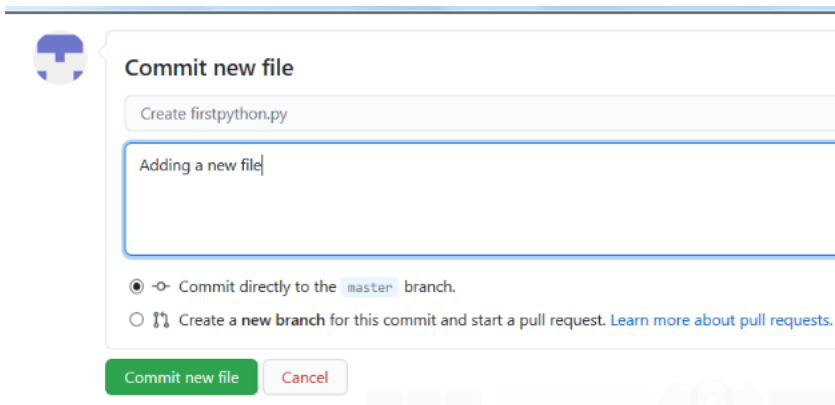 Commit new file
Create firstpython.py
Adding a new file
Commit directly to the master branch.
Create a new branch for this commit and start a pull request. Learn more about pull requests.
Commit new file Cancel